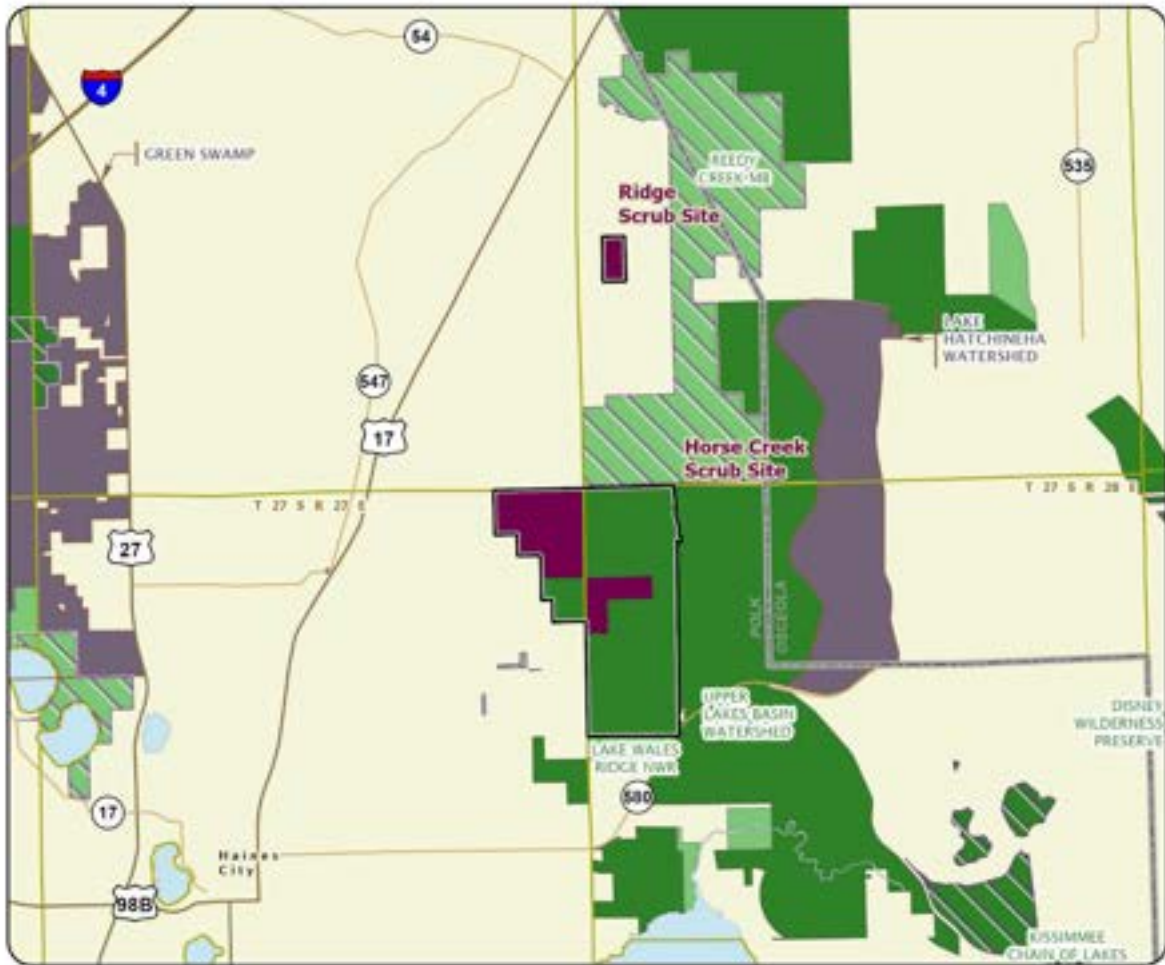 54
4
GREEN SWAMP
REEDY
CREEK-MB
535
Ridge
Scrub Site
LAKE
HATCHINEHA
WATERSHED
547
17
Horse Creek
Scrub Site
T 27 S R 27 E
T 27 S R 28 E
27
POLK
OSCEOLA
UPPER
LAKES BASIN
WATERSHED
DISNEY
WILDERNESS
PRESERVE
LAKE WALES
RIDGE NWR
580
17
Haines
City
98B
KISSIMMEE
CHAIN OF LAKES